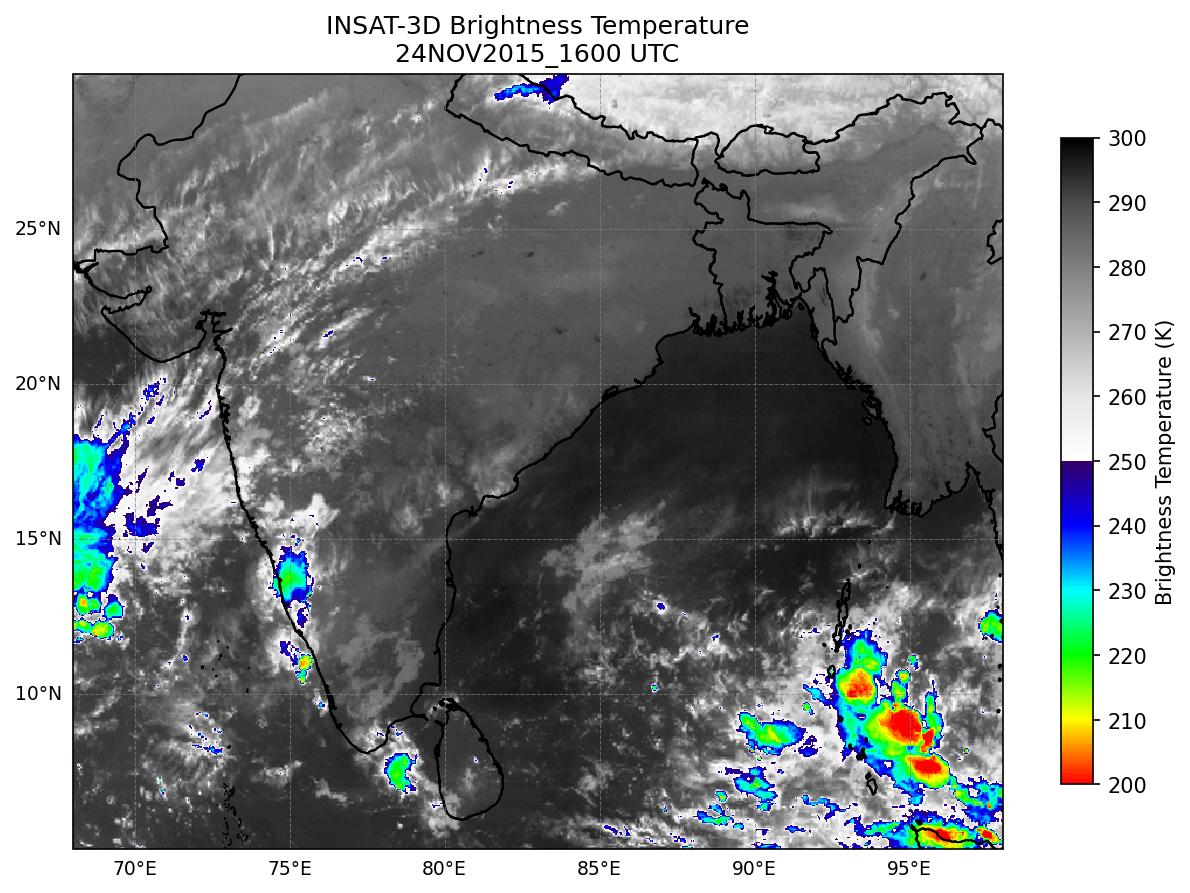 INSAT-3D Brightness Temperature
24NOV2015_1600 UTC
25°N
20°N
15°N
10°N
70°E
75°E
80°E
85°E
90°E
95°E
300
290
280
270
260
250
240
230
220
210
200
Brightness Temperature (K)